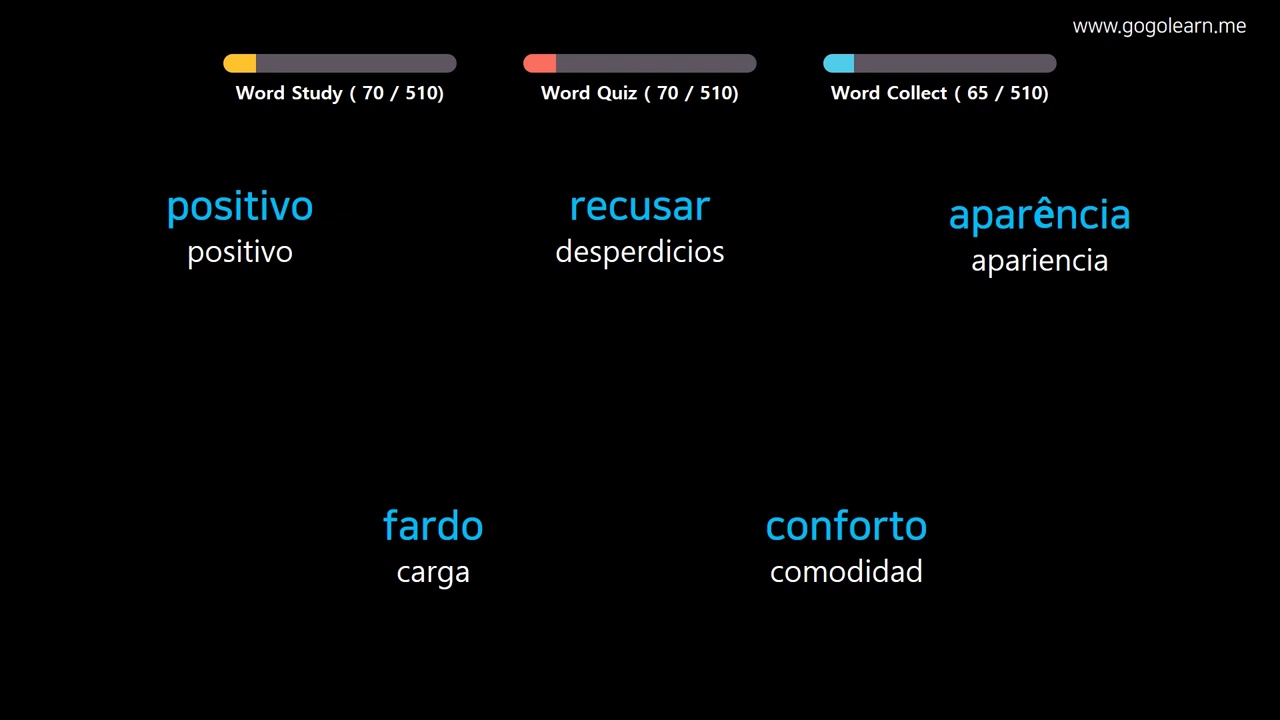 www.gogolearn.me
Word Study ( 70 / 510)
Word Quiz ( 70 / 510)
Word Collect ( 65 / 510)
positivo
positivo
recusar
desperdicios
aparência
apariencia
fardo
carga
conforto
comodidad